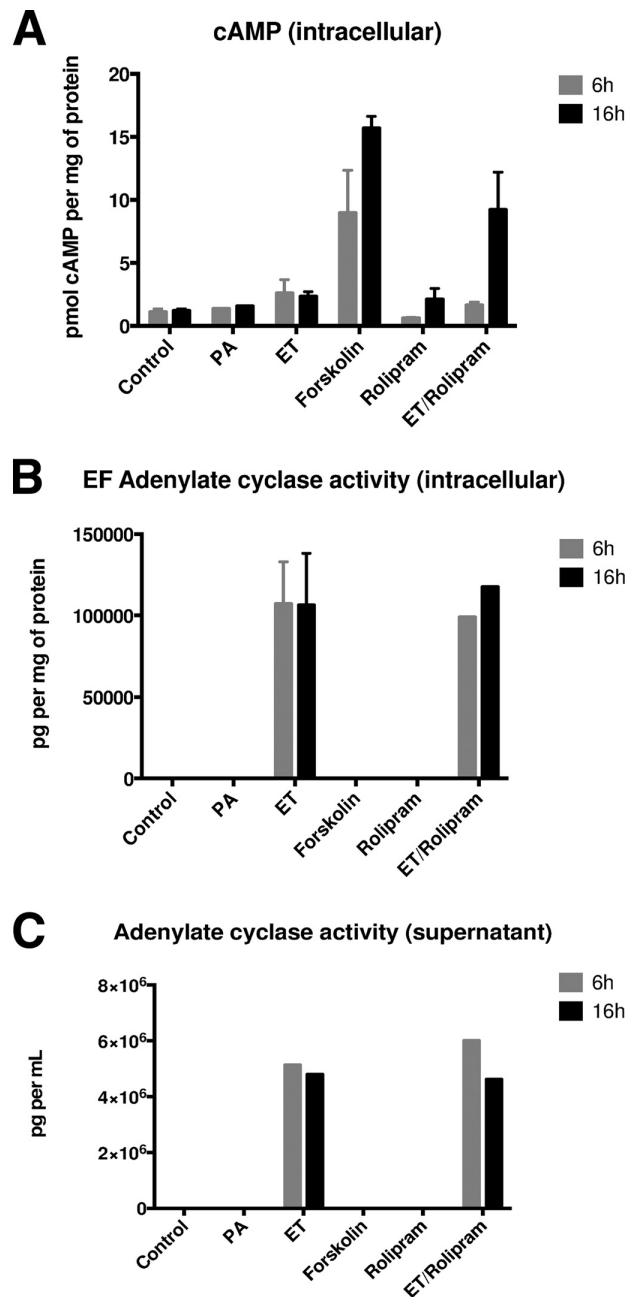 A
cAMP (intracellular)
pmol cAMP per mg of protein
20
15
10
5
0
Control
PA
ET
Forskolin
Rolipram
ET/Rolipram
6h
16h
B
EF Adenylate cyclase activity (intracellular)
pg per mg of protein
150000
100000
50000
0
Control
PA
ET
Forskolin
Rolipram
ET/Rolipram
6h
16h
C
Adenylate cyclase activity (supernatant)
pg per mL
8×10⁶
6×10⁶
4×10⁶
2×10⁶
0
Control
PA
ET
Forskolin
Rolipram
ET/Rolipram
6h
16h